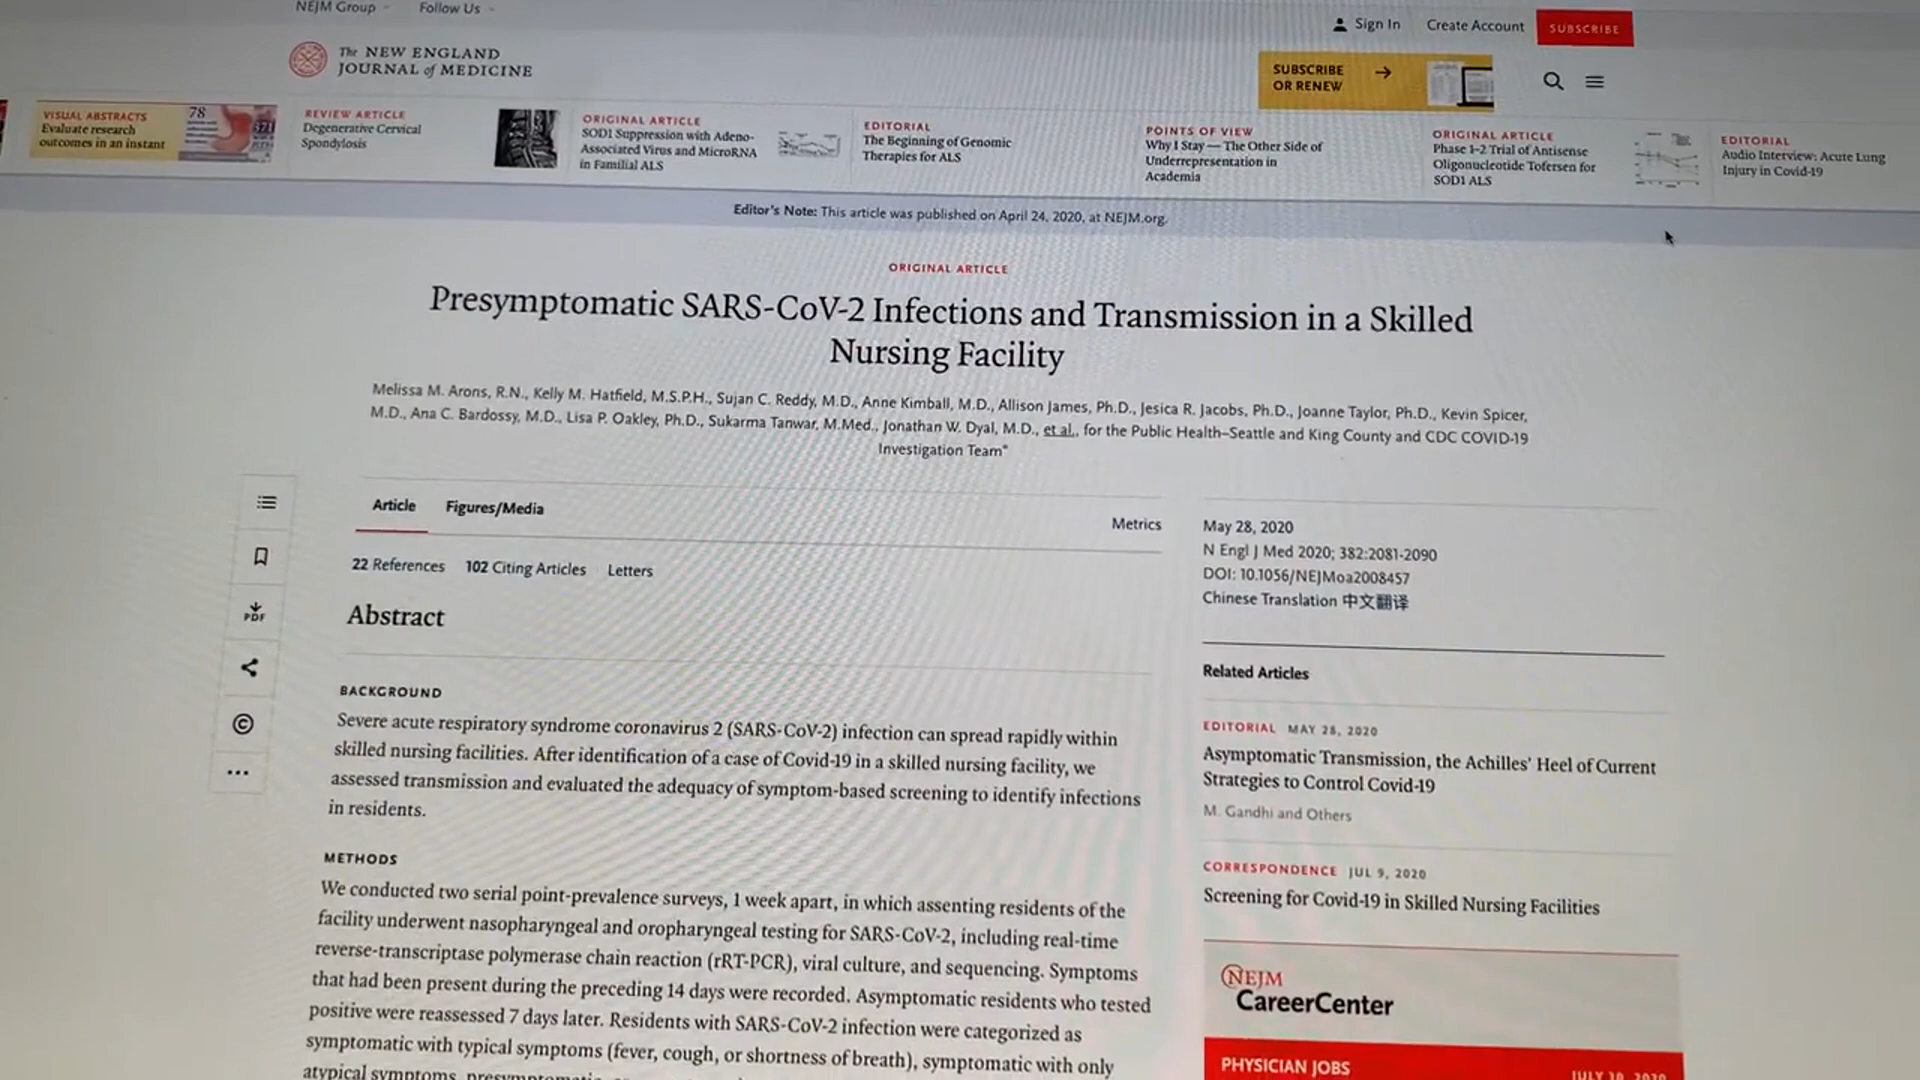 NEJM Group
Follow Us
Sign In
Create Account
SUBSCRIBE
The NEW ENGLAND
JOURNAL of MEDICINE
SUBSCRIBE
OR RENEW
VISUAL ABSTRACTS
Evaluate research
outcomes in an instant
78
REVIEW ARTICLE
Degenerative Cervical
Spondylosis
ORIGINAL ARTICLE
SOD1 Suppression with Adeno-
Associated Virus and MicroRNA
in Familial ALS
EDITORIAL
The Beginning of Genomic
Therapies for ALS
POINTS OF VIEW
Why I Stay — The Other Side of
Underrepresentation in
Academia
ORIGINAL ARTICLE
Phase 1–2 Trial of Antisense
Oligonucleotide Tofersen for
SOD1 ALS
EDITORIAL
Audio Interview: Acute Lung
Injury in Covid-19
Editor's Note: This article was published on April 24, 2020, at NEJM.org.
ORIGINAL ARTICLE
Presymptomatic SARS-CoV-2 Infections and Transmission in a Skilled
Nursing Facility
Melissa M. Arons, R.N., Kelly M. Hatfield, M.S.P.H., Sujan C. Reddy, M.D., Anne Kimball, M.D., Allison James, Ph.D., Jesica R. Jacobs, Ph.D., Joanne Taylor, Ph.D., Kevin Spicer,
M.D., Ana C. Bardossy, M.D., Lisa P. Oakley, Ph.D., Sukarma Tanwar, M.Med., Jonathan W. Dyal, M.D., et al., for the Public Health–Seattle and King County and CDC COVID-19
Investigation Team*
Article
Figures/Media
Metrics
22 References
102 Citing Articles
Letters
PDF
Abstract
BACKGROUND
Severe acute respiratory syndrome coronavirus 2 (SARS-CoV-2) infection can spread rapidly within
skilled nursing facilities. After identification of a case of Covid-19 in a skilled nursing facility, we
assessed transmission and evaluated the adequacy of symptom-based screening to identify infections
in residents.
METHODS
We conducted two serial point-prevalence surveys, 1 week apart, in which assenting residents of the
facility underwent nasopharyngeal and oropharyngeal testing for SARS-CoV-2, including real-time
reverse-transcriptase polymerase chain reaction (rRT-PCR), viral culture, and sequencing. Symptoms
that had been present during the preceding 14 days were recorded. Asymptomatic residents who tested
positive were reassessed 7 days later. Residents with SARS-CoV-2 infection were categorized as
symptomatic with typical symptoms (fever, cough, or shortness of breath), symptomatic with only
atypical symptoms, presymptomatic
May 28, 2020
N Engl J Med 2020; 382:2081-2090
DOI: 10.1056/NEJMoa2008457
Chinese Translation 中文翻译
Related Articles
EDITORIAL MAY 28, 2020
Asymptomatic Transmission, the Achilles' Heel of Current
Strategies to Control Covid-19
M. Gandhi and Others
CORRESPONDENCE JUL 9, 2020
Screening for Covid-19 in Skilled Nursing Facilities
NEJM
CareerCenter
PHYSICIAN JOBS